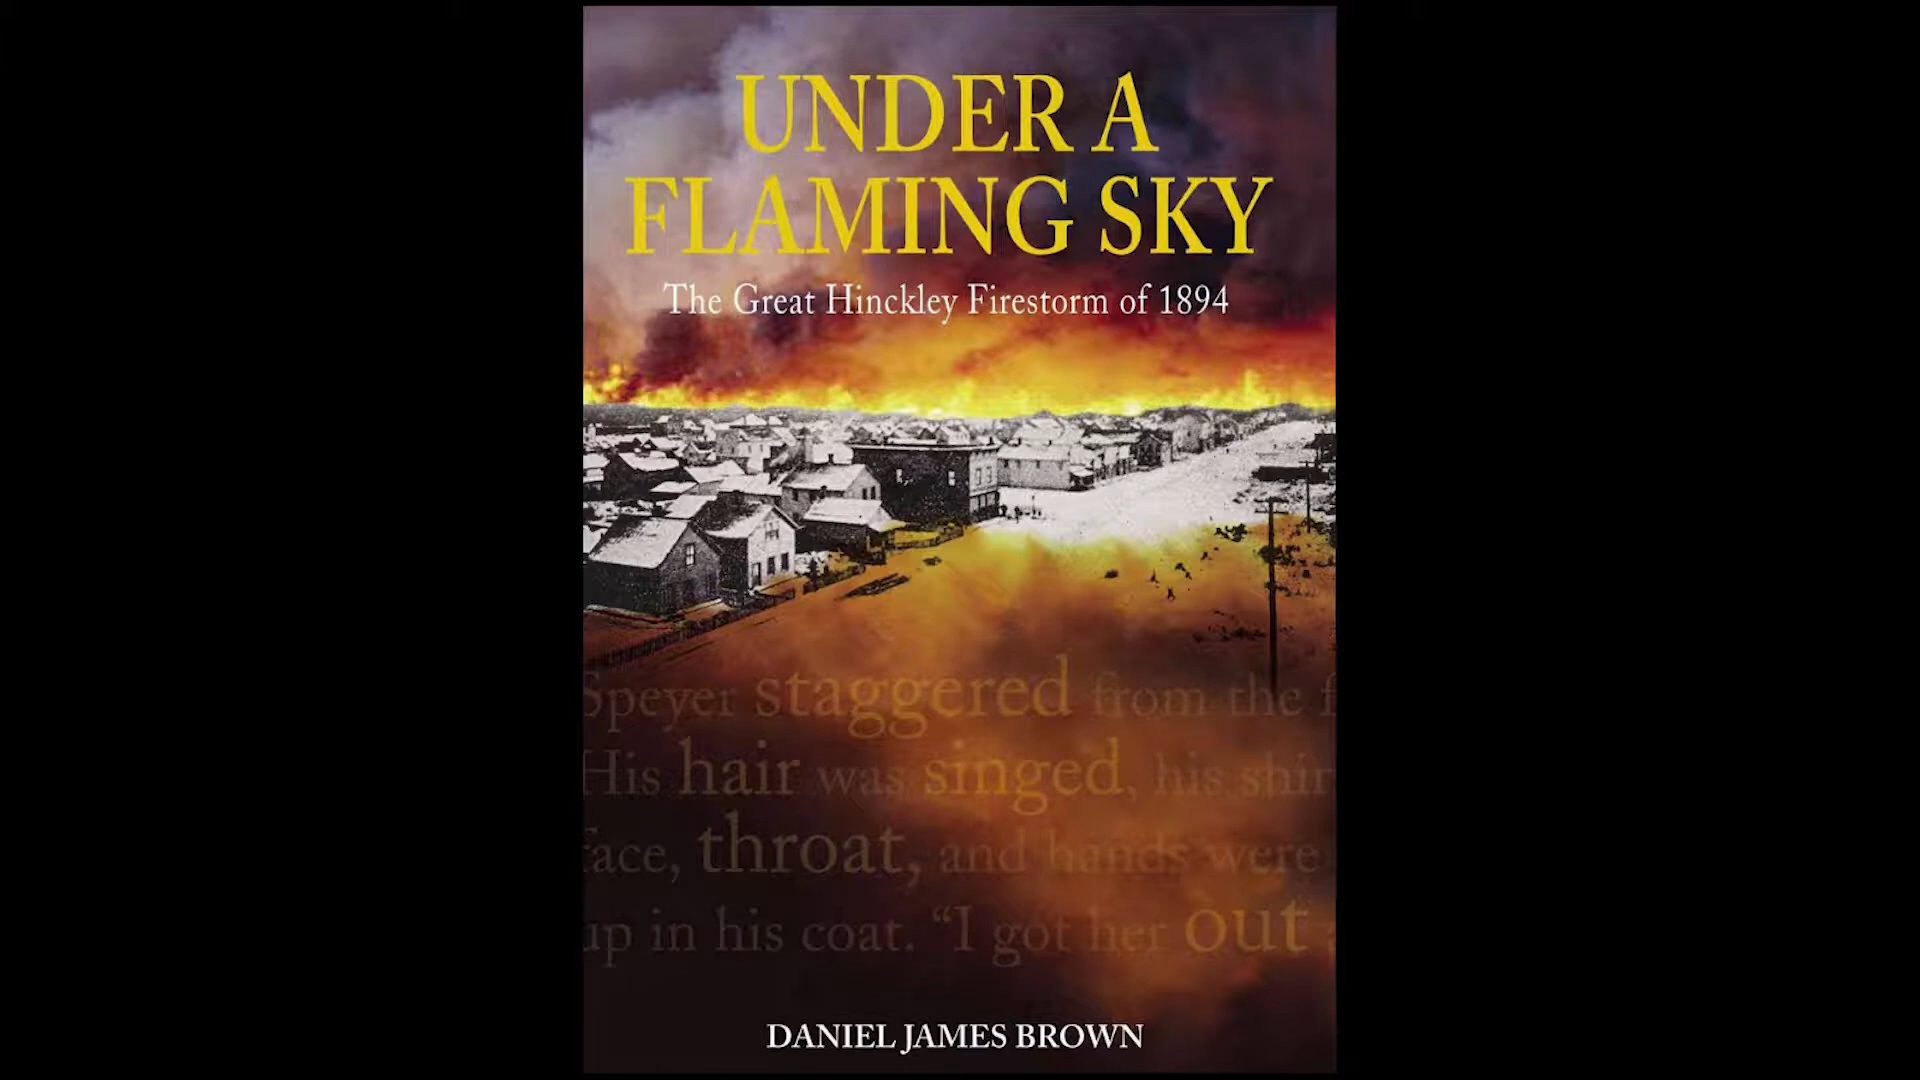 UNDER A
FLAMING SKY
The Great Hinckley Firestorm of 1894
Speyer staggered from the f
His hair was singed, his shir
face, throat, and hands were
up in his coat. “I got her out
DANIEL JAMES BROWN